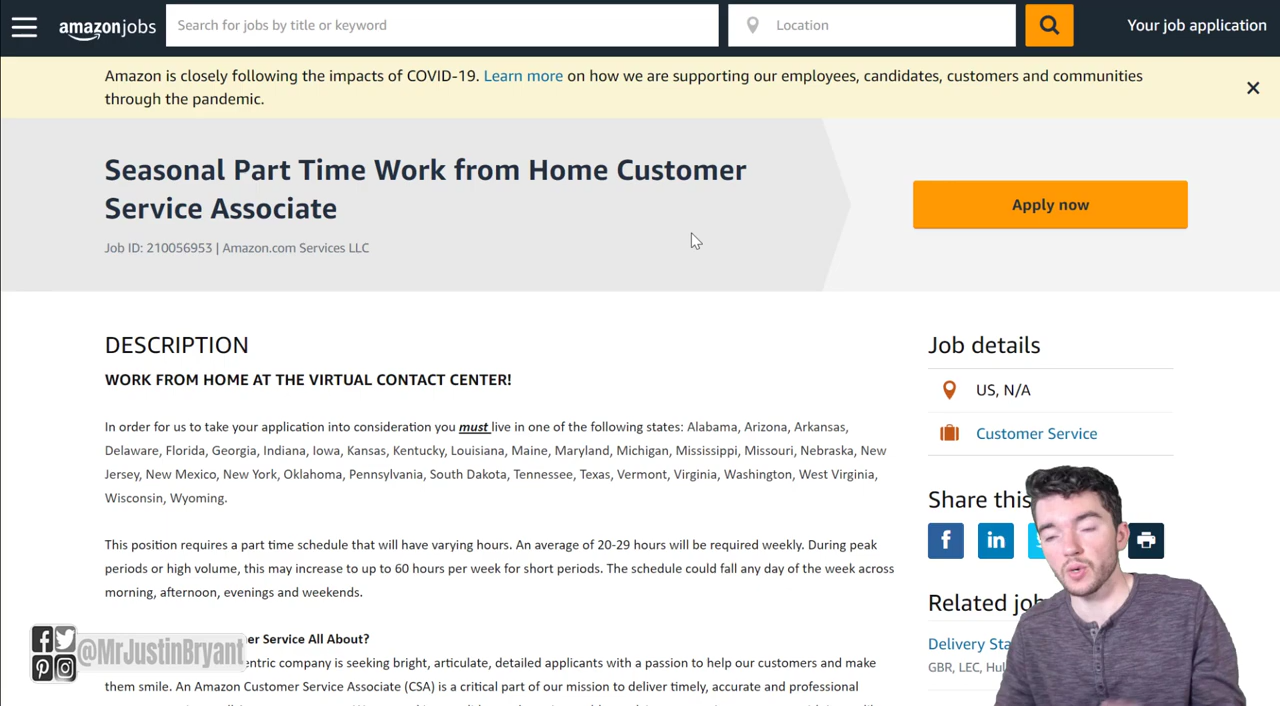 amazonjobs
Search for jobs by title or keyword
Location
Your job application
Amazon is closely following the impacts of COVID-19. Learn more on how we are supporting our employees, candidates, customers and communities
through the pandemic.
Seasonal Part Time Work from Home Customer
Service Associate
Apply now
Job ID: 210056953 | Amazon.com Services LLC
DESCRIPTION
WORK FROM HOME AT THE VIRTUAL CONTACT CENTER!
In order for us to take your application into consideration you must live in one of the following states: Alabama, Arizona, Arkansas,
Delaware, Florida, Georgia, Indiana, Iowa, Kansas, Kentucky, Louisiana, Maine, Maryland, Michigan, Mississippi, Missouri, Nebraska, New
Jersey, New Mexico, New York, Oklahoma, Pennsylvania, South Dakota, Tennessee, Texas, Vermont, Virginia, Washington, West Virginia,
Wisconsin, Wyoming.
This position requires a part time schedule that will have varying hours. An average of 20-29 hours will be required weekly. During peak
periods or high volume, this may increase to up to 60 hours per week for short periods. The schedule could fall any day of the week across
morning, afternoon, evenings and weekends.
er Service All About?
entric company is seeking bright, articulate, detailed applicants with a passion to help our customers and make
them smile. An Amazon Customer Service Associate (CSA) is a critical part of our mission to deliver timely, accurate and professional
@MrJustinBryant
Job details
US, N/A
Customer Service
Share this
Related job
Delivery Sta
GBR, LEC, Hu